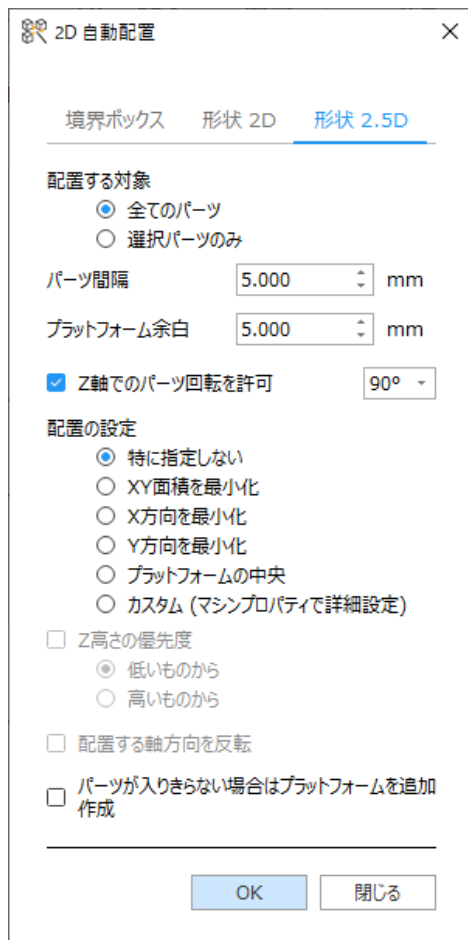 2D 自動配置
境界ボックス 形状 2D 形状 2.5D
配置する対象
全てのパーツ
選択パーツのみ
パーツ間隔 5.000 mm
プラットフォーム余白 5.000 mm
Z軸でのパーツ回転を許可 90º
配置の設定
特に指定しない
XY面積を最小化
X方向を最小化
Y方向を最小化
プラットフォームの中央
カスタム (マシンプロパティで詳細設定)
Z高さの優先度
低いものから
高いものから
配置する軸方向を反転
パーツが入りきらない場合はプラットフォームを追加
作成
OK 閉じる